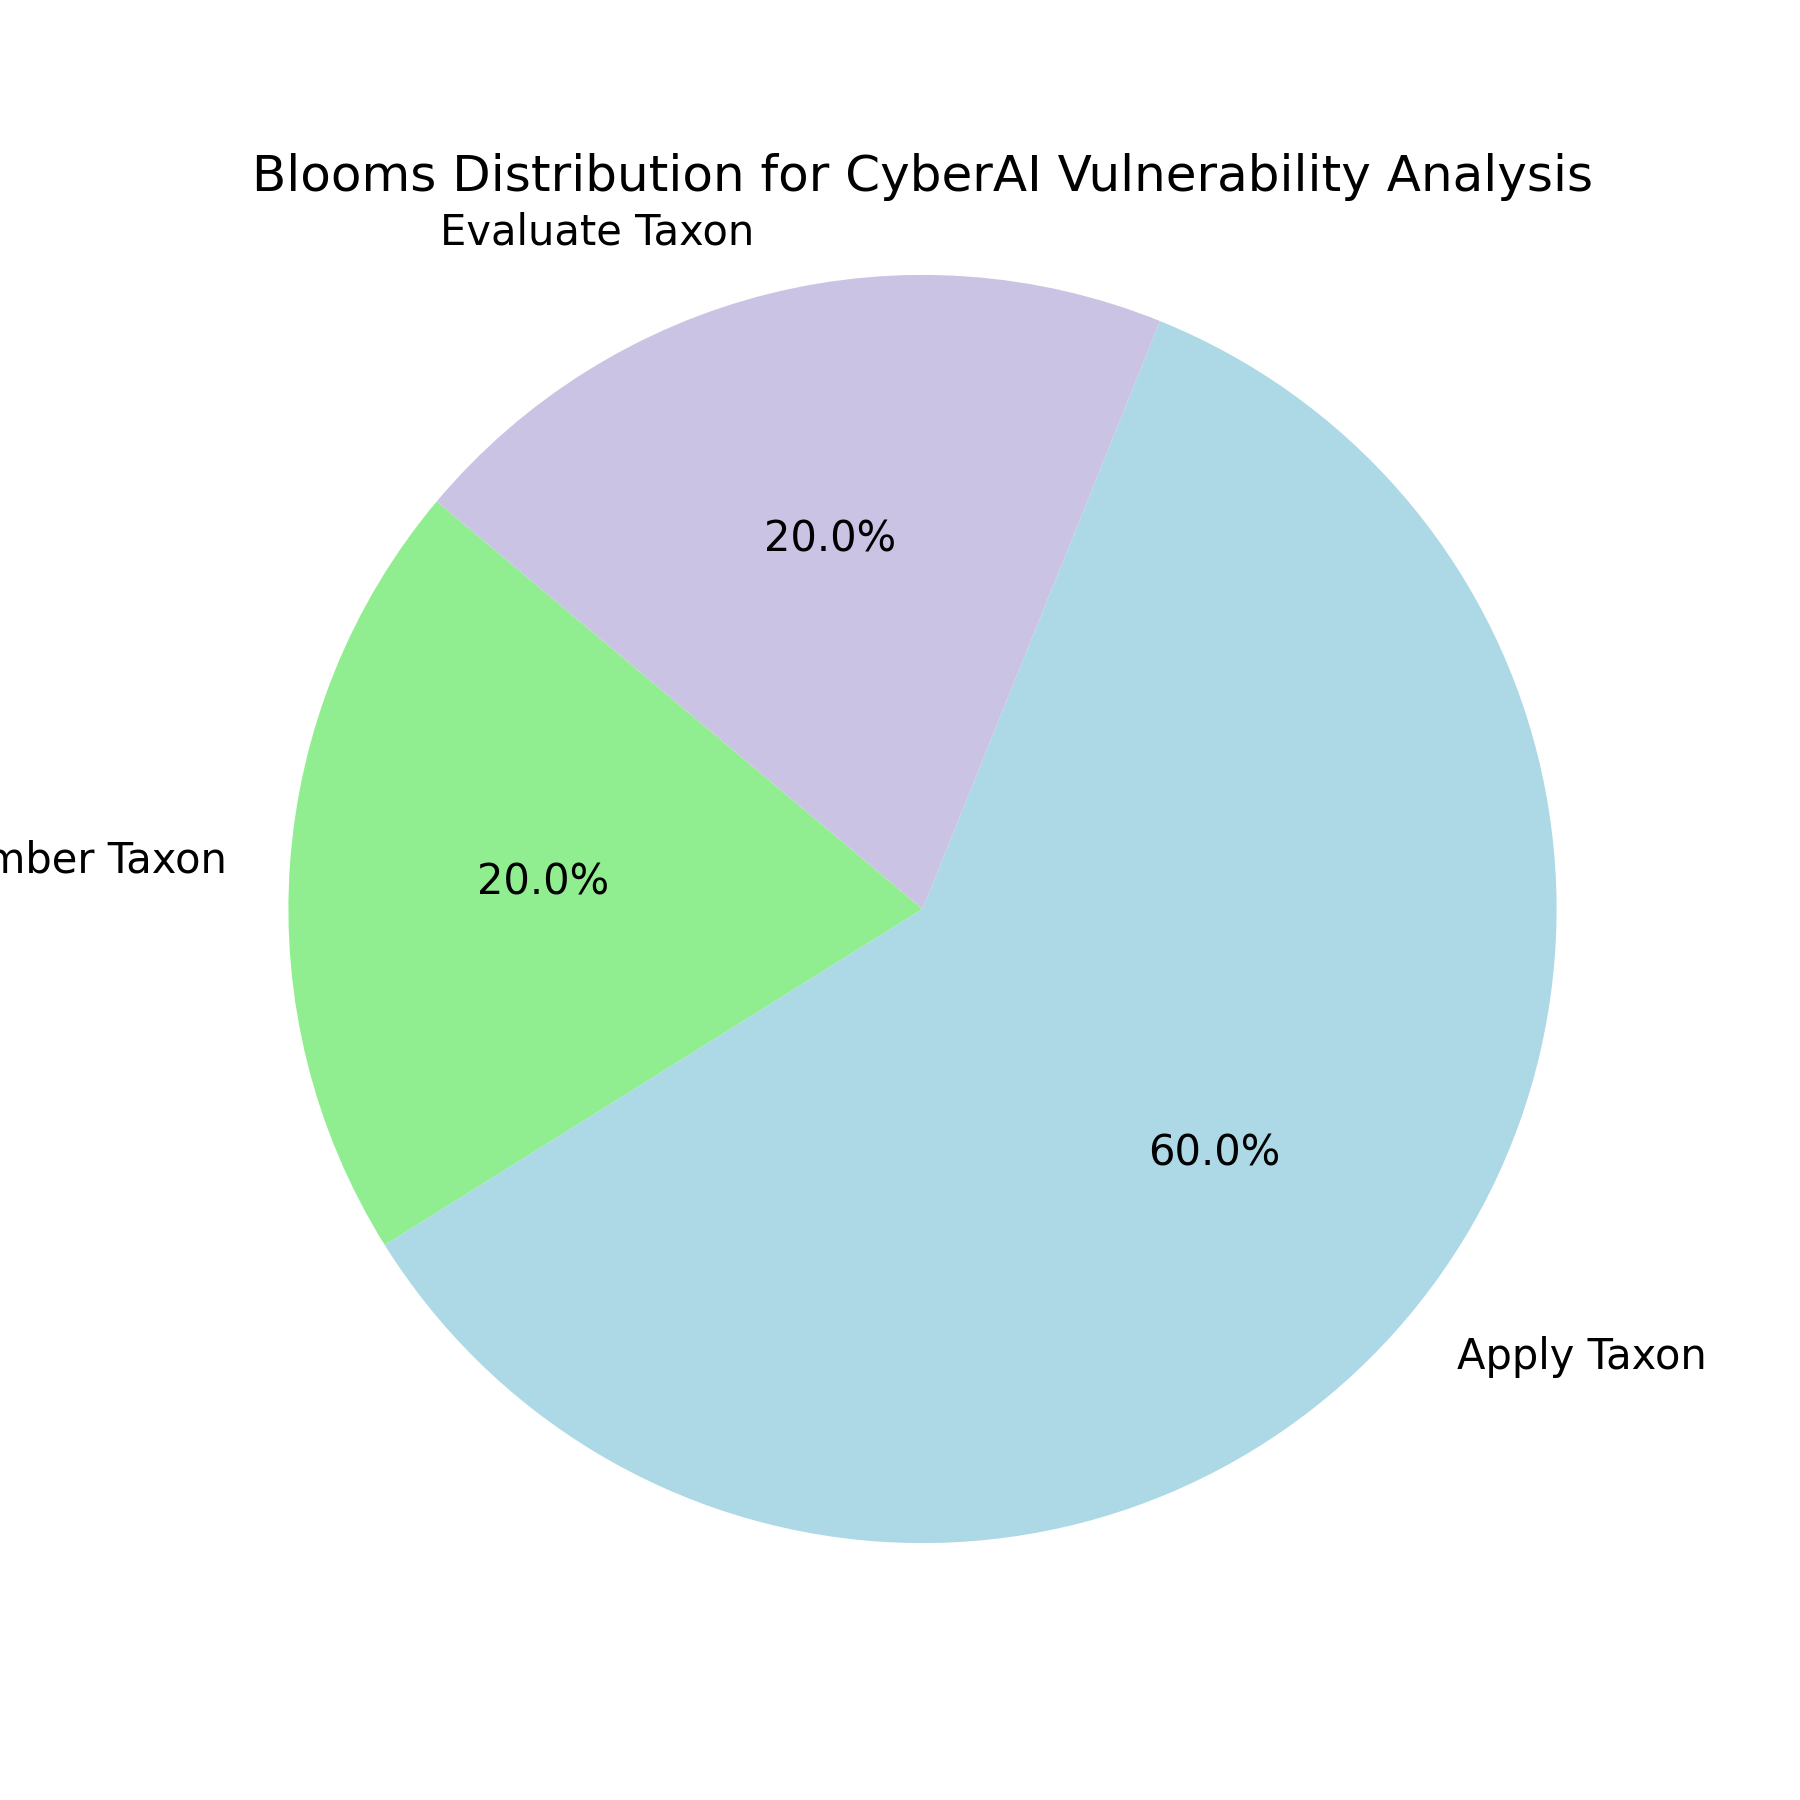 Blooms Distribution for CyberAI Vulnerability Analysis
Evaluate Taxon
20.0%
mber Taxon
20.0%
60.0%
Apply Taxon